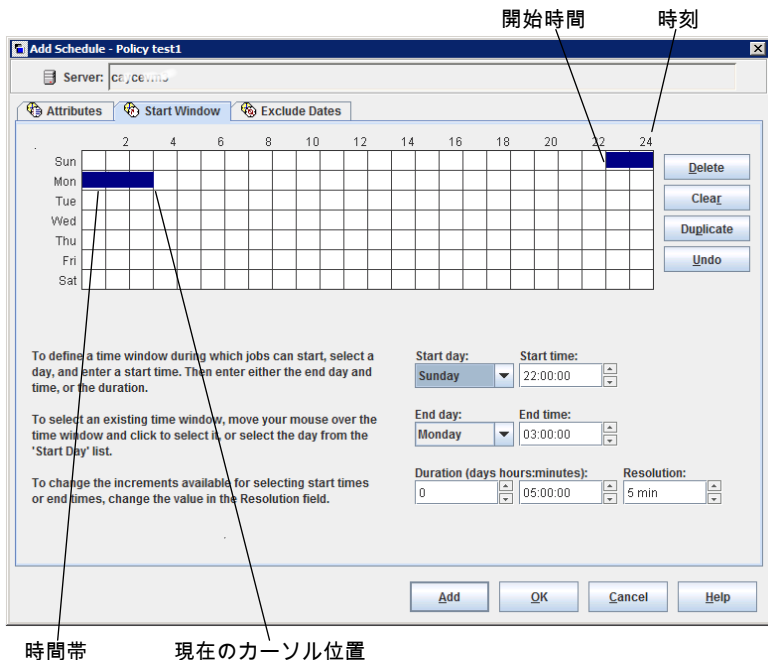 開始時間 時刻
Add Schedule - Policy test1
Server:
Attributes Start Window Exclude Dates
2 4 6 8 10 12 14 16 18 20 22 24
Sun
Mon
Tue
Wed
Thu
Fri
Sat
Delete
Clear
Duplicate
Undo
To define a time window during which jobs can start, select a
day, and enter a start time. Then enter either the end day and
time, or the duration.
To select an existing time window, move your mouse over the
time window and click to select it, or select the day from the
'Start Day' list.
To change the increments available for selecting start times
or end times, change the value in the Resolution field.
Start day: Start time:
Sunday 22:00:00
End day: End time:
Monday 03:00:00
Duration (days hours:minutes): Resolution:
0 05:00:00 5 min
Add OK Cancel Help
時間帯 現在のカーソル位置